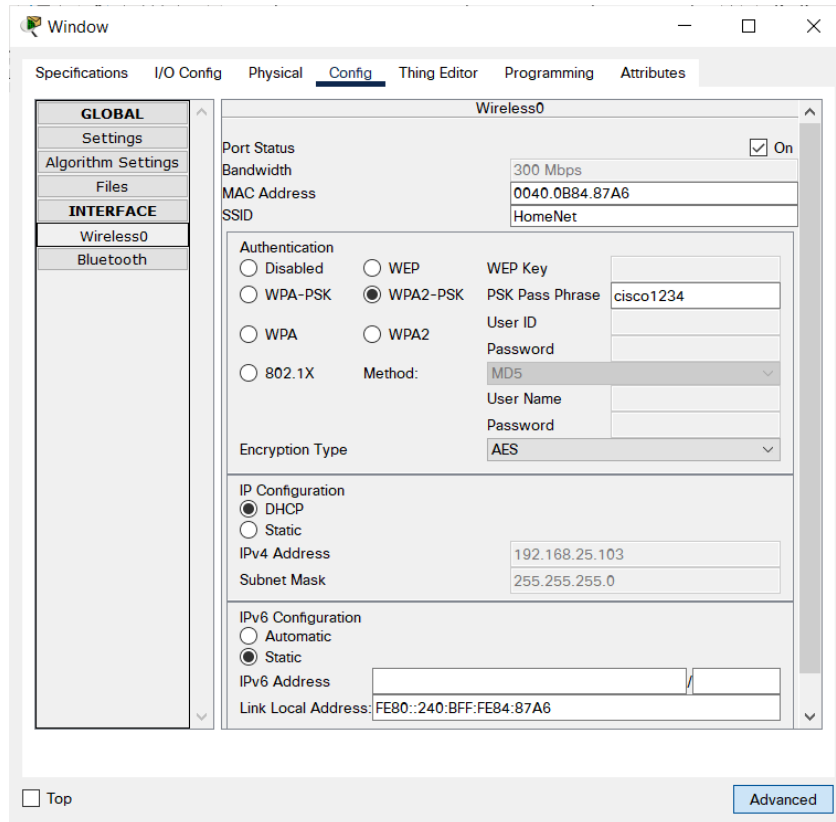 Window
Specifications I/O Config Physical Config Thing Editor Programming Attributes
GLOBAL
Settings
Algorithm Settings
Files
INTERFACE
Wireless0
Bluetooth
Wireless0
Port Status On
Bandwidth 300 Mbps
MAC Address 0040.0B84.87A6
SSID HomeNet
Authentication
Disabled WEP WEP Key
WPA-PSK WPA2-PSK PSK Pass Phrase cisco1234
User ID
WPA WPA2
Password
802.1X Method: MD5
User Name
Password
Encryption Type AES
IP Configuration
DHCP
Static
IPv4 Address 192.168.25.103
Subnet Mask 255.255.255.0
IPv6 Configuration
Automatic
Static
IPv6 Address /
Link Local Address: FE80::240:BFF:FE84:87A6
Top Advanced